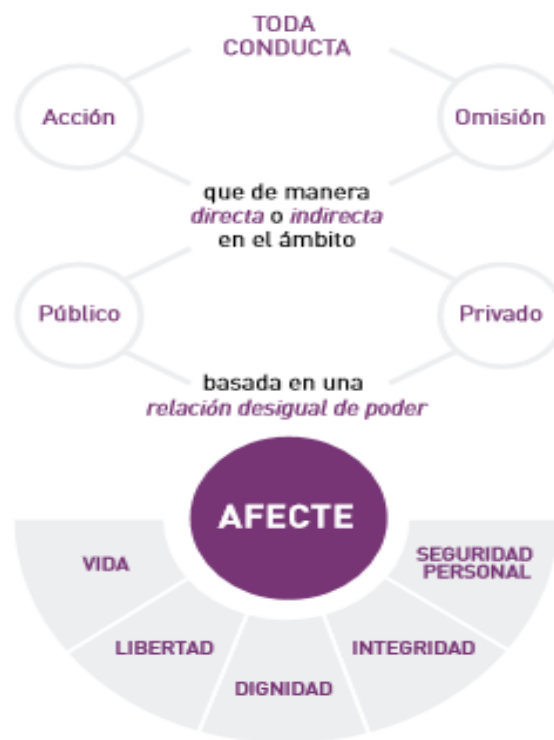 TODA
CONDUCTA
Acción
Omisión
que de manera
directa o indirecta
en el ámbito
Público
Privado
basada en una
relación desigual de poder
AFECTE
VIDA
LIBERTAD
DIGNIDAD
INTEGRIDAD
SEGURIDAD
PERSONAL